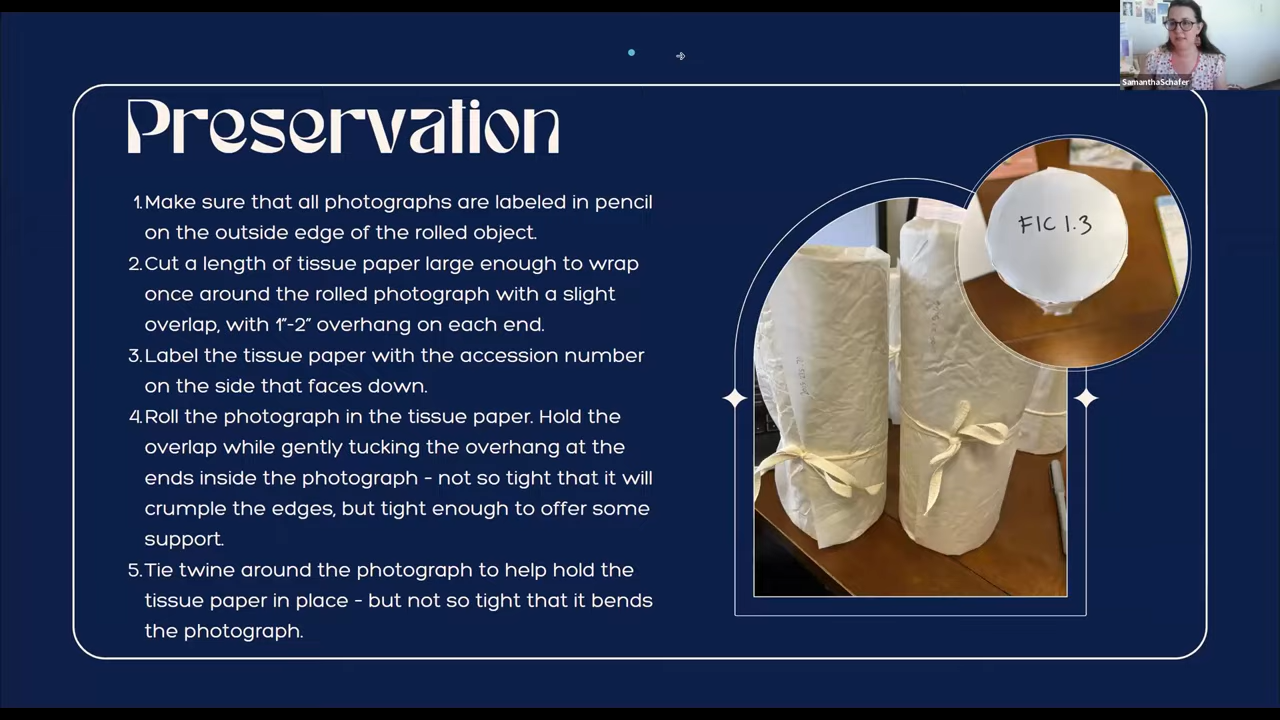 SamanthaSchafer
Preservation
1. Make sure that all photographs are labeled in pencil
on the outside edge of the rolled object.
2. Cut a length of tissue paper large enough to wrap
once around the rolled photograph with a slight
overlap, with 1"-2" overhang on each end.
3. Label the tissue paper with the accession number
on the side that faces down.
4. Roll the photograph in the tissue paper. Hold the
overlap while gently tucking the overhang at the
ends inside the photograph - not so tight that it will
crumple the edges, but tight enough to offer some
support.
5. Tie twine around the photograph to help hold the
tissue paper in place - but not so tight that it bends
the photograph.
FIC 1.3